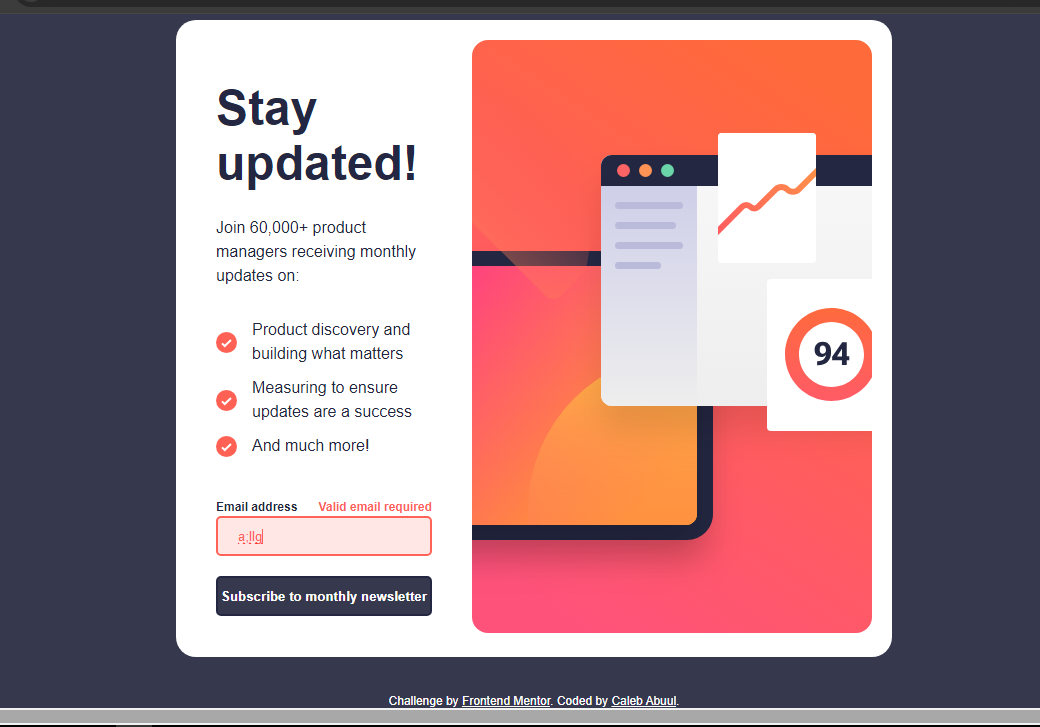 Stay
updated!
Join 60,000+ product
managers receiving monthly
updates on:
Product discovery and
building what matters
Measuring to ensure
updates are a success
And much more!
Email address Valid email required
a;llg
Subscribe to monthly newsletter
94
Challenge by Frontend Mentor. Coded by Caleb Abuul.